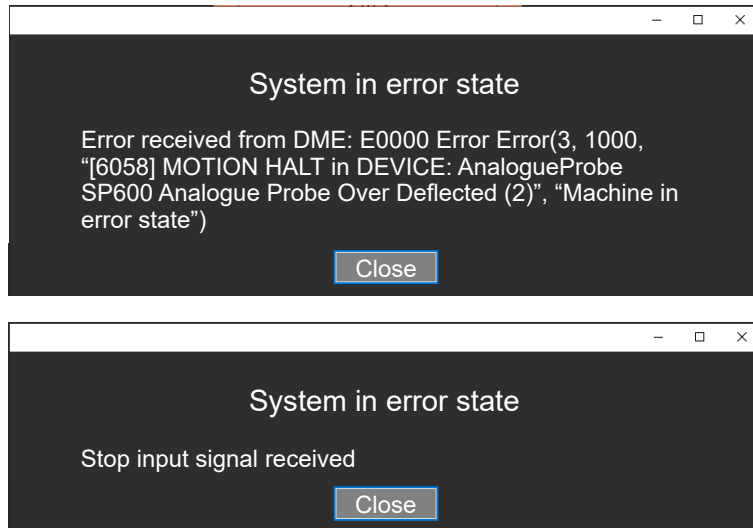 System in error state
Error received from DME: E0000 Error Error(3, 1000,
“[6058] MOTION HALT in DEVICE: AnalogueProbe
SP600 Analogue Probe Over Deflected (2)”, “Machine in
error state”)
Close
System in error state
Stop input signal received
Close